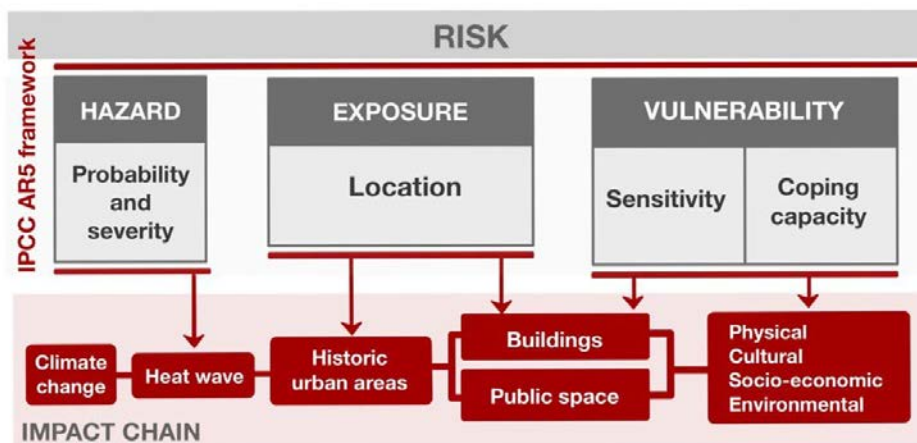 RISK
IPCC AR5 framework
HAZARD
Probability
and
severity
EXPOSURE
Location
VULNERABILITY
Sensitivity
Coping
capacity
Climate
change
Heat wave
Historic
urban areas
Buildings
Public space
Physical
Cultural
Socio-economic
Environmental
IMPACT CHAIN